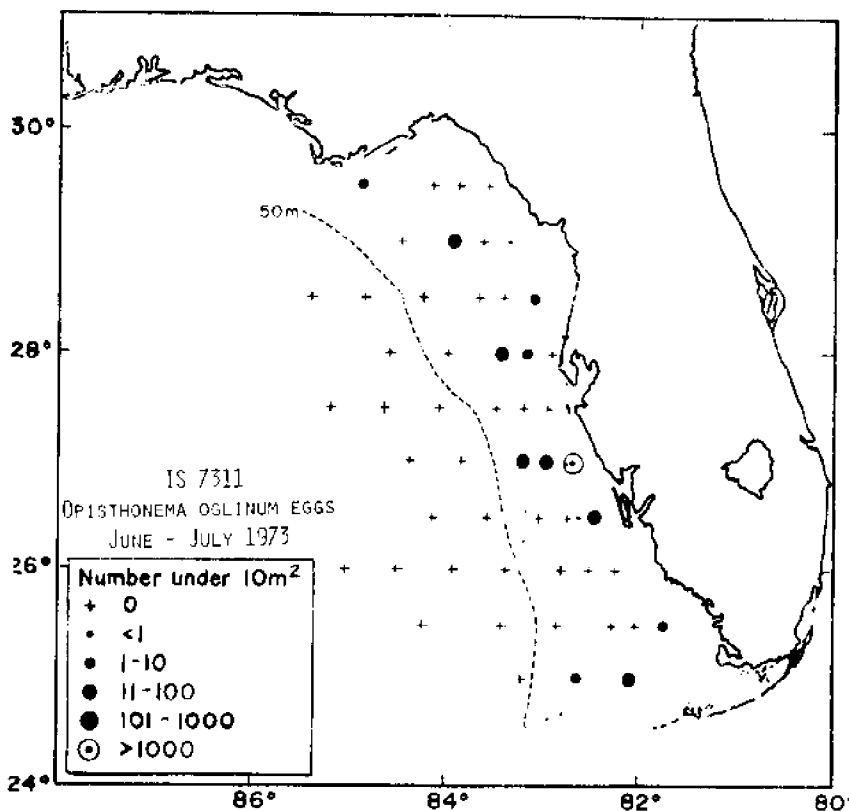 30°
50m
28°
IS 7311
OPISTHONEMA OGLINUM EGGS
JUNE - JULY 1973
26°
Number under 10m²
+ 0
<1
1-10
11-100
101-1000
>1000
24°
86° 84° 82° 80°